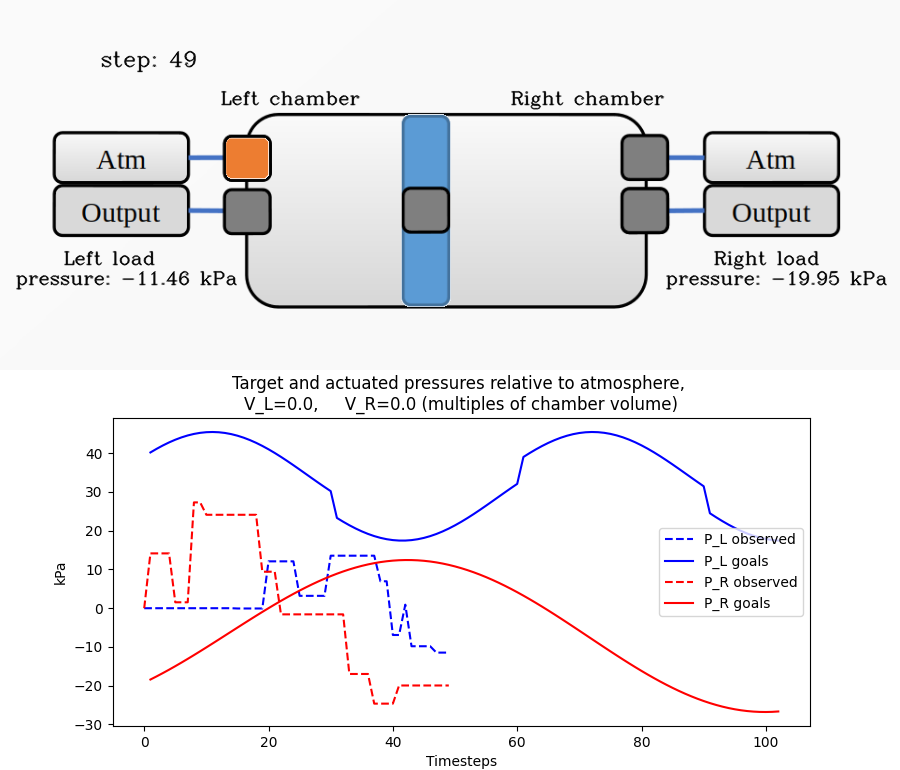 step: 49
Left chamber
Right chamber
Atm
Atm
Output
Output
Left load
pressure: −11.46 kPa
Right load
pressure: −19.95 kPa
Target and actuated pressures relative to atmosphere,
V_L=0.0,     V_R=0.0 (multiples of chamber volume)
kPa
40
30
20
10
0
−10
−20
−30
P_L observed
P_L goals
P_R observed
P_R goals
0 20 40 60 80 100
Timesteps